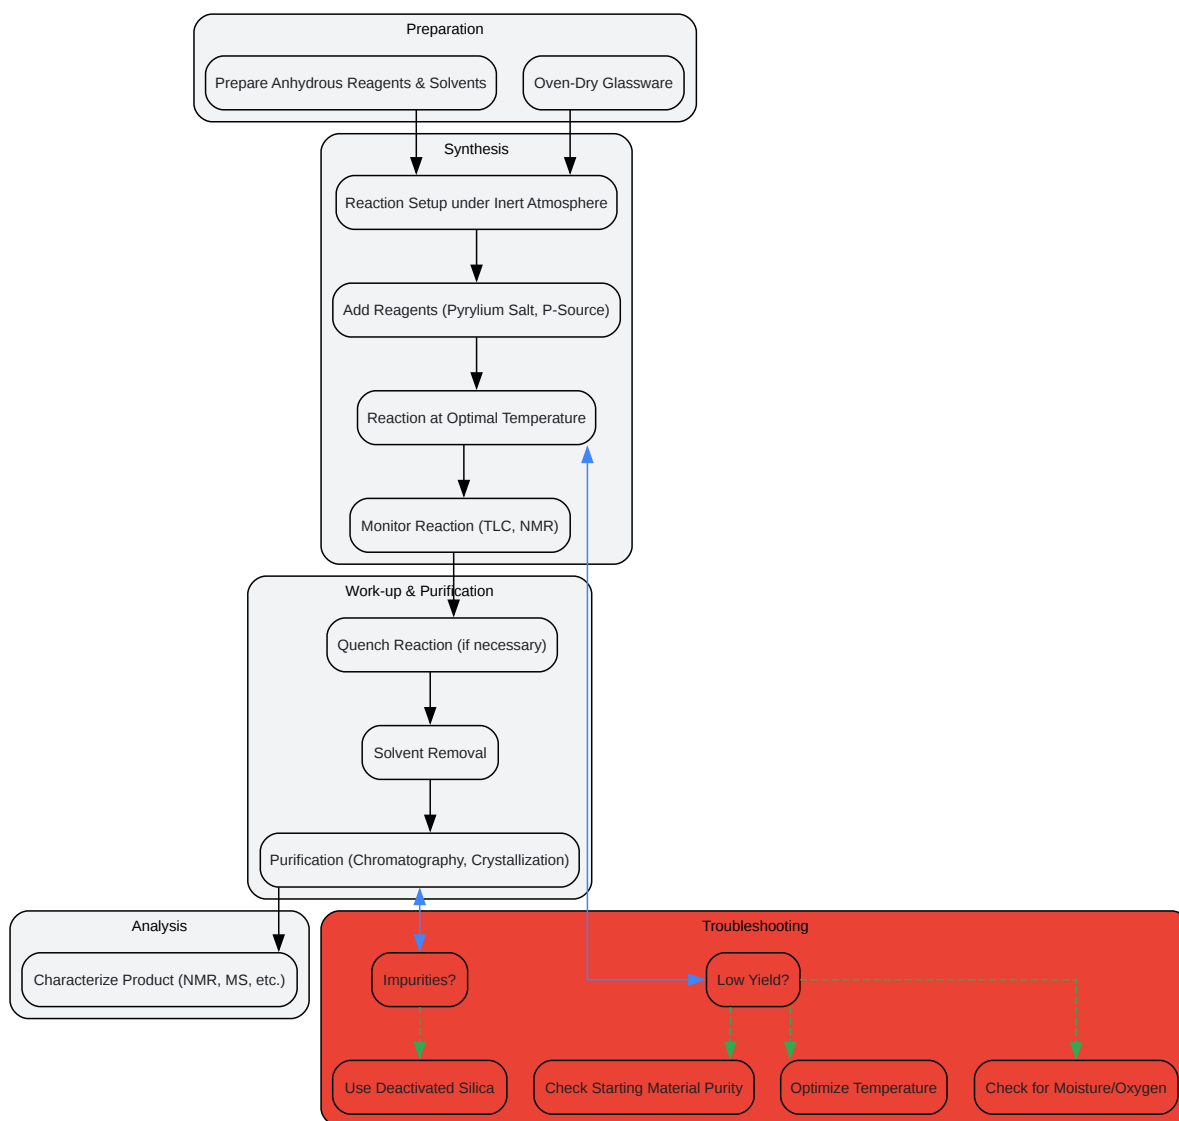 Preparation
Prepare Anhydrous Reagents & Solvents
Oven-Dry Glassware
Synthesis
Reaction Setup under Inert Atmosphere
Add Reagents (Pyrylium Salt, P-Source)
Reaction at Optimal Temperature
Monitor Reaction (TLC, NMR)
Work-up & Purification
Quench Reaction (if necessary)
Solvent Removal
Purification (Chromatography, Crystallization)
Analysis
Characterize Product (NMR, MS, etc.)
Troubleshooting
Impurities?
Low Yield?
Use Deactivated Silica
Check Starting Material Purity
Optimize Temperature
Check for Moisture/Oxygen